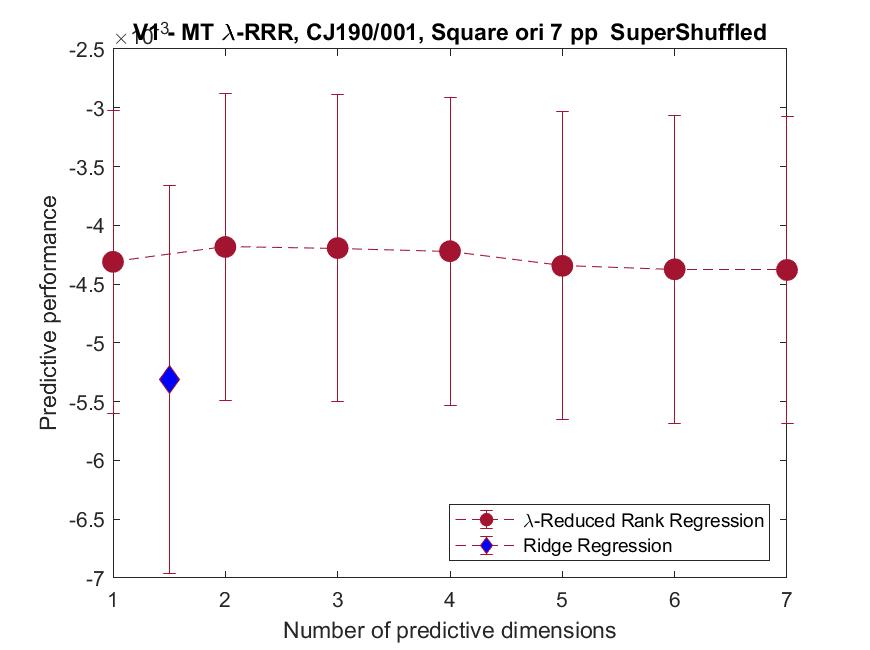 V1 - MT λ-RRR, CJ190/001, Square ori 7 pp  SuperShuffled
-2.5
-3
-3.5
-4
-4.5
-5
-5.5
-6
-6.5
-7
Predictive performance
λ-Reduced Rank Regression
Ridge Regression
1 2 3 4 5 6 7
Number of predictive dimensions